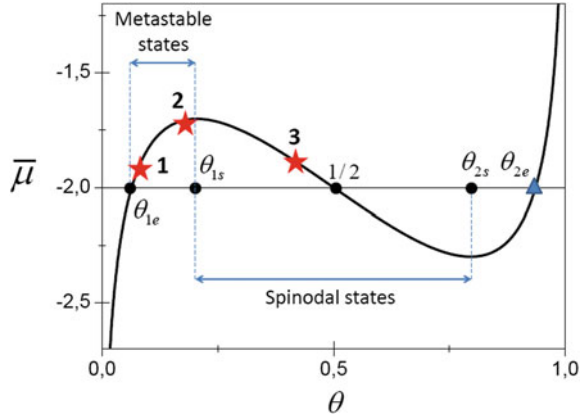 Metastable
states
-1,5
2
3
1
θ1s
1/2
θ2s
θ2e
μ̅
-2,0
θ1e
-2,5
Spinodal states
0,0
0,5
1,0
θ